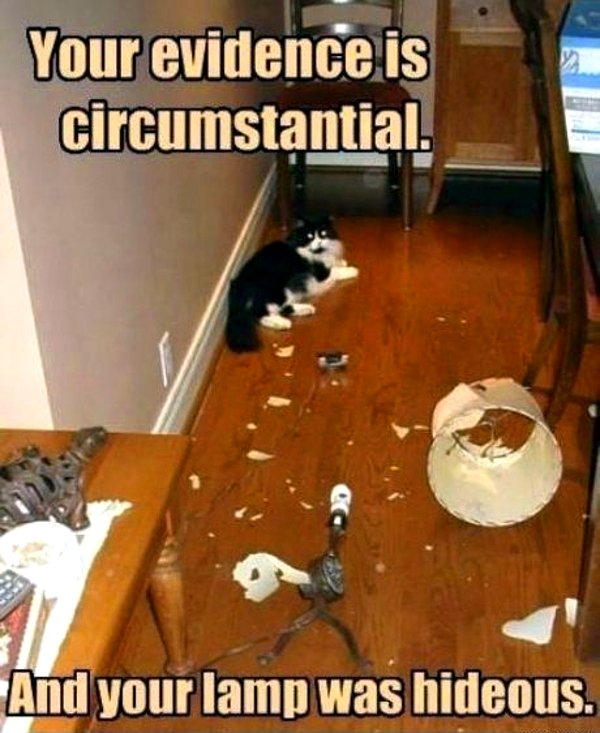 Your evidence is
circumstantial.
And your lamp was hideous.